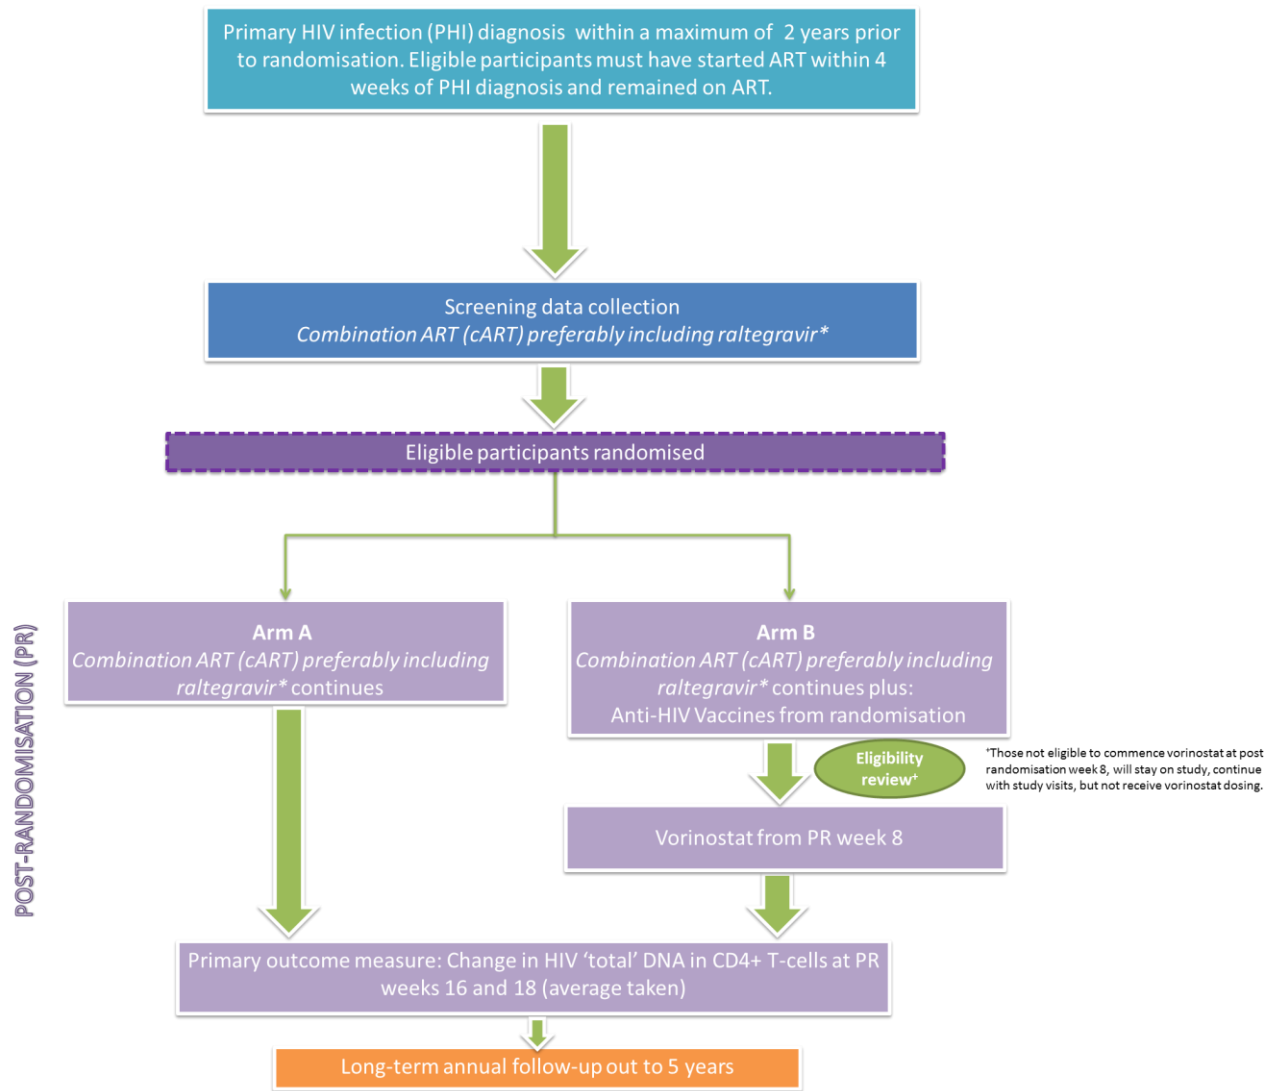 Primary HIV infection (PHI) diagnosis within a maximum of 2 years prior
to randomisation. Eligible participants must have started ART within 4
weeks of PHI diagnosis and remained on ART.
Screening data collection
Combination ART (cART) preferably including raltegravir*
Eligible participants randomised
POST-RANDOMISATION (PR)
Arm A
Combination ART (cART) preferably including
raltegravir* continues
Arm B
Combination ART (cART) preferably including
raltegravir* continues plus:
Anti-HIV Vaccines from randomisation
Eligibility
review⁺
⁺Those not eligible to commence vorinostat at post
randomisation week 8, will stay on study, continue
with study visits, but not receive vorinostat dosing.
Vorinostat from PR week 8
Primary outcome measure: Change in HIV ‘total’ DNA in CD4+ T-cells at PR
weeks 16 and 18 (average taken)
Long-term annual follow-up out to 5 years